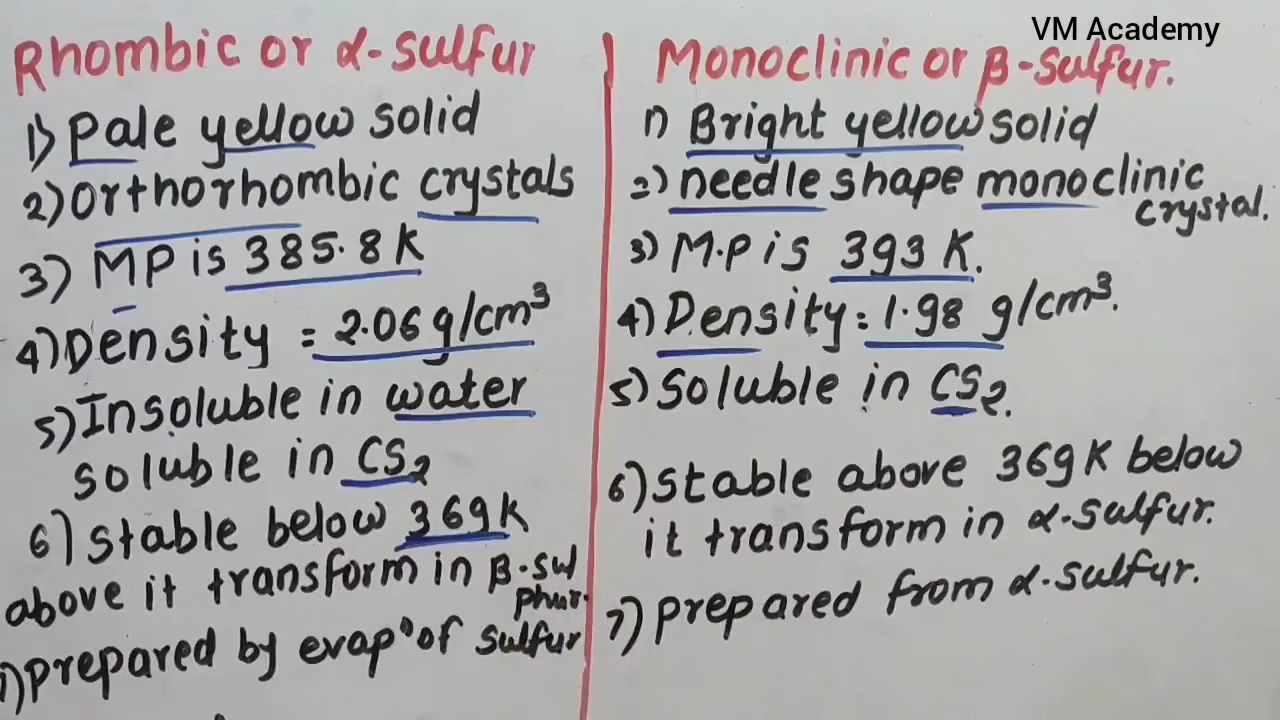 VM Academy
Rhombic or α-sulfur
1) Pale yellow solid
2) Orthorhombic crystals
3) MP is 385.8 K
4) Density = 2.06 g/cm³
5) Insoluble in water
soluble in CS₂
6) stable below 369K
above it transform in β-sul
phur.
7) prepared by evapⁿ of sulfur
Monoclinic or β-sulfur.
1) Bright yellow solid
2) needle shape monoclinic
crystal.
3) M.P is 393 K.
4) Density = 1.98 g/cm³.
5) soluble in CS₂.
6) stable above 369K below
it transform in α-sulfur.
7) prepared from α-sulfur.